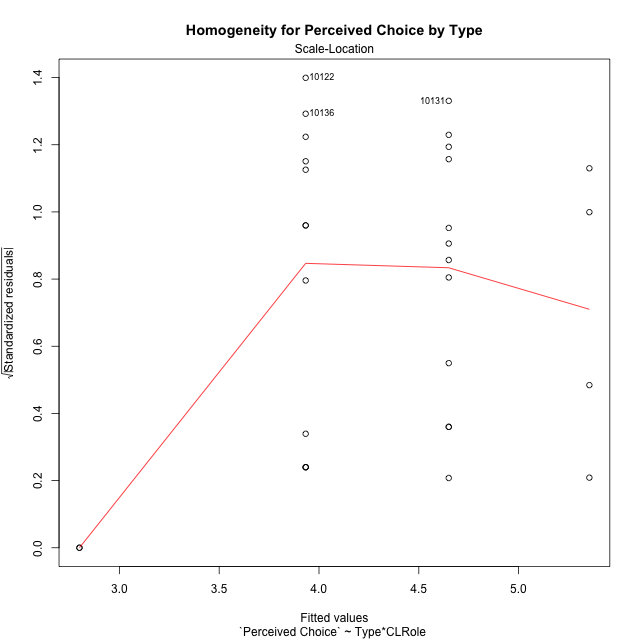 Homogeneity for Perceived Choice by Type
Scale-Location
√|Standardized residuals|
1.4
1.2
1.0
0.8
0.6
0.4
0.2
0.0
10122
10136
10131
3.0 3.5 4.0 4.5 5.0
Fitted values
`Perceived Choice` ~ Type*CLRole